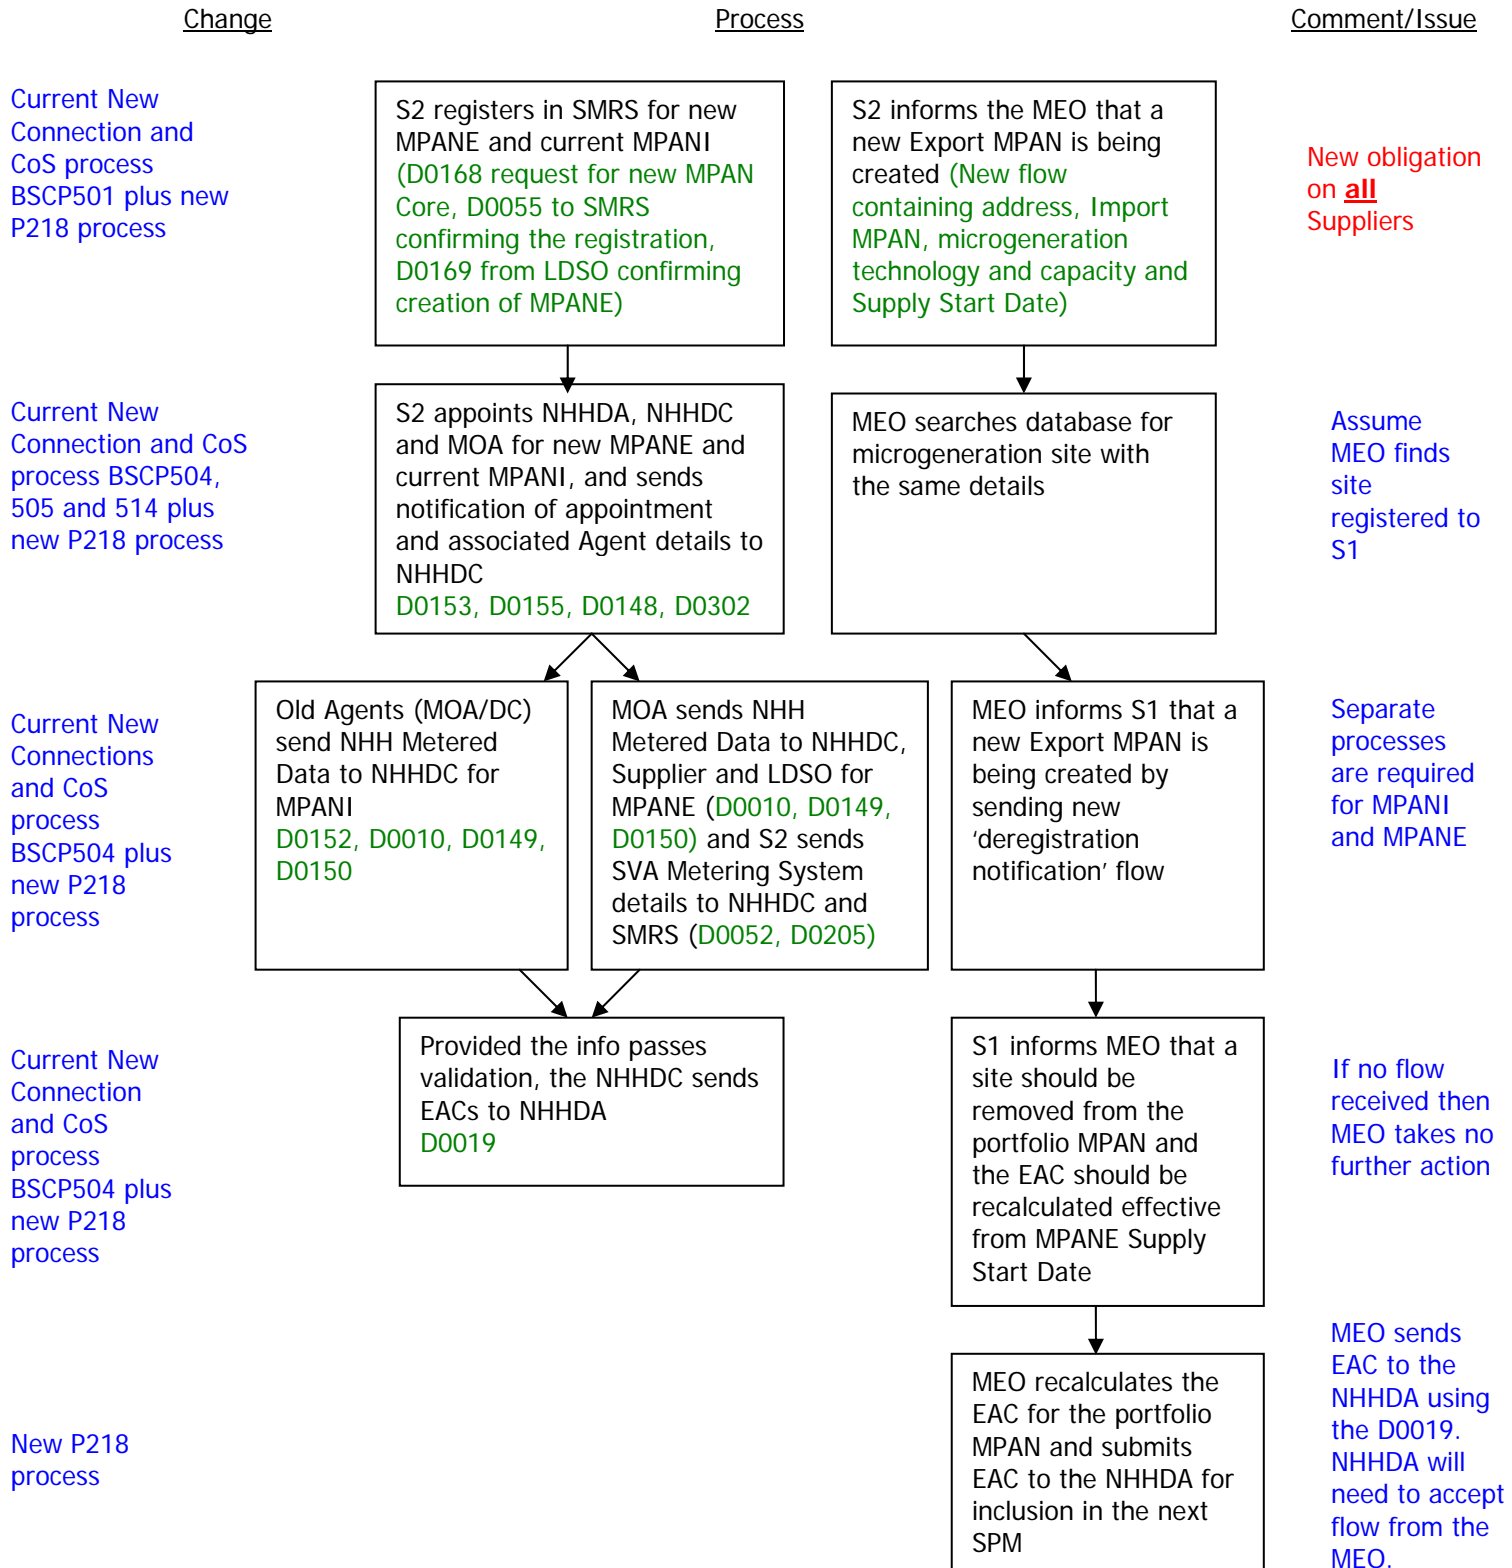 Change
Process
Comment/Issue
Current New
Connection and
CoS process
BSCP501 plus new
P218 process
S2 registers in SMRS for new
MPANE and current MPANI
(D0168 request for new MPAN
Core, D0055 to SMRS
confirming the registration,
D0169 from LDSO confirming
creation of MPANE)
S2 informs the MEO that a
new Export MPAN is being
created (New flow
containing address, Import
MPAN, microgeneration
technology and capacity and
Supply Start Date)
New obligation
on all
Suppliers
Current New
Connection and CoS
process BSCP504,
505 and 514 plus
new P218 process
S2 appoints NHHDA, NHHDC
and MOA for new MPANE and
current MPANI, and sends
notification of appointment
and associated Agent details to
NHHDC
D0153, D0155, D0148, D0302
MEO searches database for
microgeneration site with
the same details
Assume
MEO finds
site
registered to
S1
Current New
Connections
and CoS
process
BSCP504 plus
new P218
process
Old Agents (MOA/DC)
send NHH Metered
Data to NHHDC for
MPANI
D0152, D0010, D0149,
D0150
MOA sends NHH
Metered Data to NHHDC,
Supplier and LDSO for
MPANE (D0010, D0149,
D0150) and S2 sends
SVA Metering System
details to NHHDC and
SMRS (D0052, D0205)
MEO informs S1 that a
new Export MPAN is
being created by
sending new
‘deregistration
notification’ flow
Separate
processes
are required
for MPANI
and MPANE
Current New
Connection
and CoS
process
BSCP504 plus
new P218
process
Provided the info passes
validation, the NHHDC sends
EACs to NHHDA
D0019
S1 informs MEO that a
site should be
removed from the
portfolio MPAN and
the EAC should be
recalculated effective
from MPANE Supply
Start Date
If no flow
received then
MEO takes no
further action
New P218
process
MEO recalculates the
EAC for the portfolio
MPAN and submits
EAC to the NHHDA for
inclusion in the next
SPM
MEO sends
EAC to the
NHHDA using
the D0019.
NHHDA will
need to accept
flow from the
MEO.